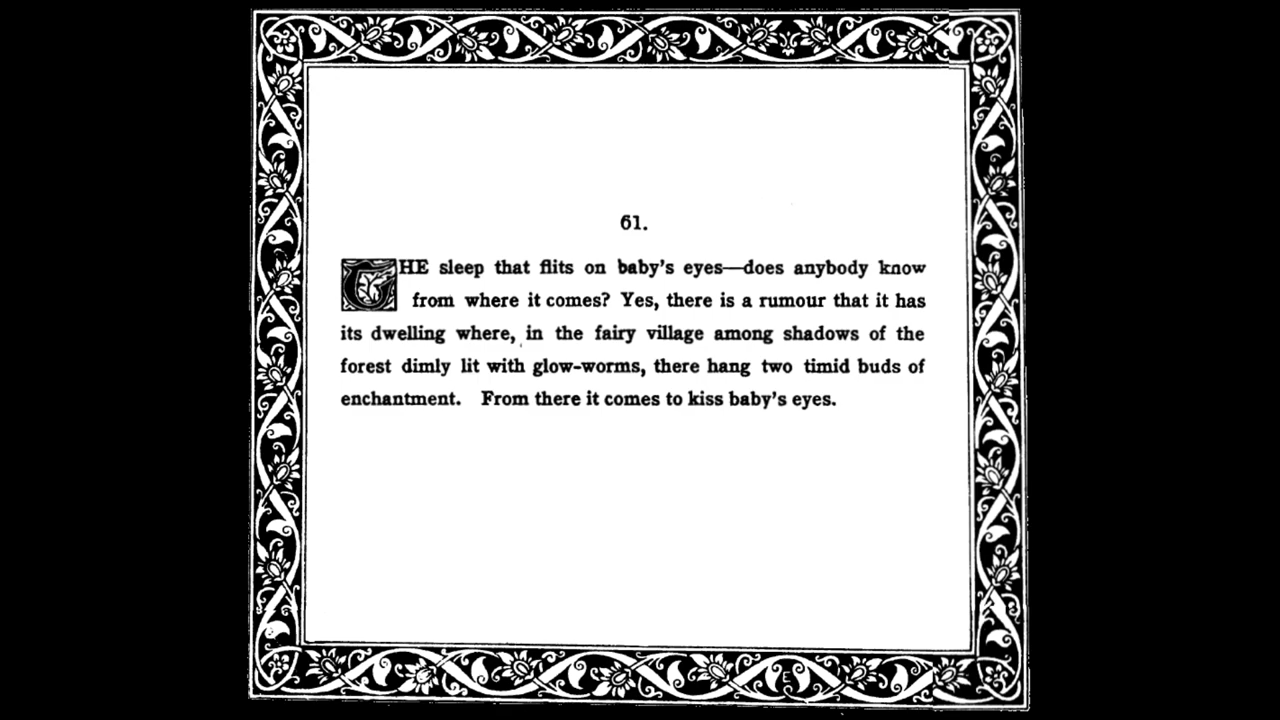 61.
THE sleep that flits on baby's eyes—does anybody know
from where it comes? Yes, there is a rumour that it has
its dwelling where, in the fairy village among shadows of the
forest dimly lit with glow-worms, there hang two timid buds of
enchantment. From there it comes to kiss baby's eyes.